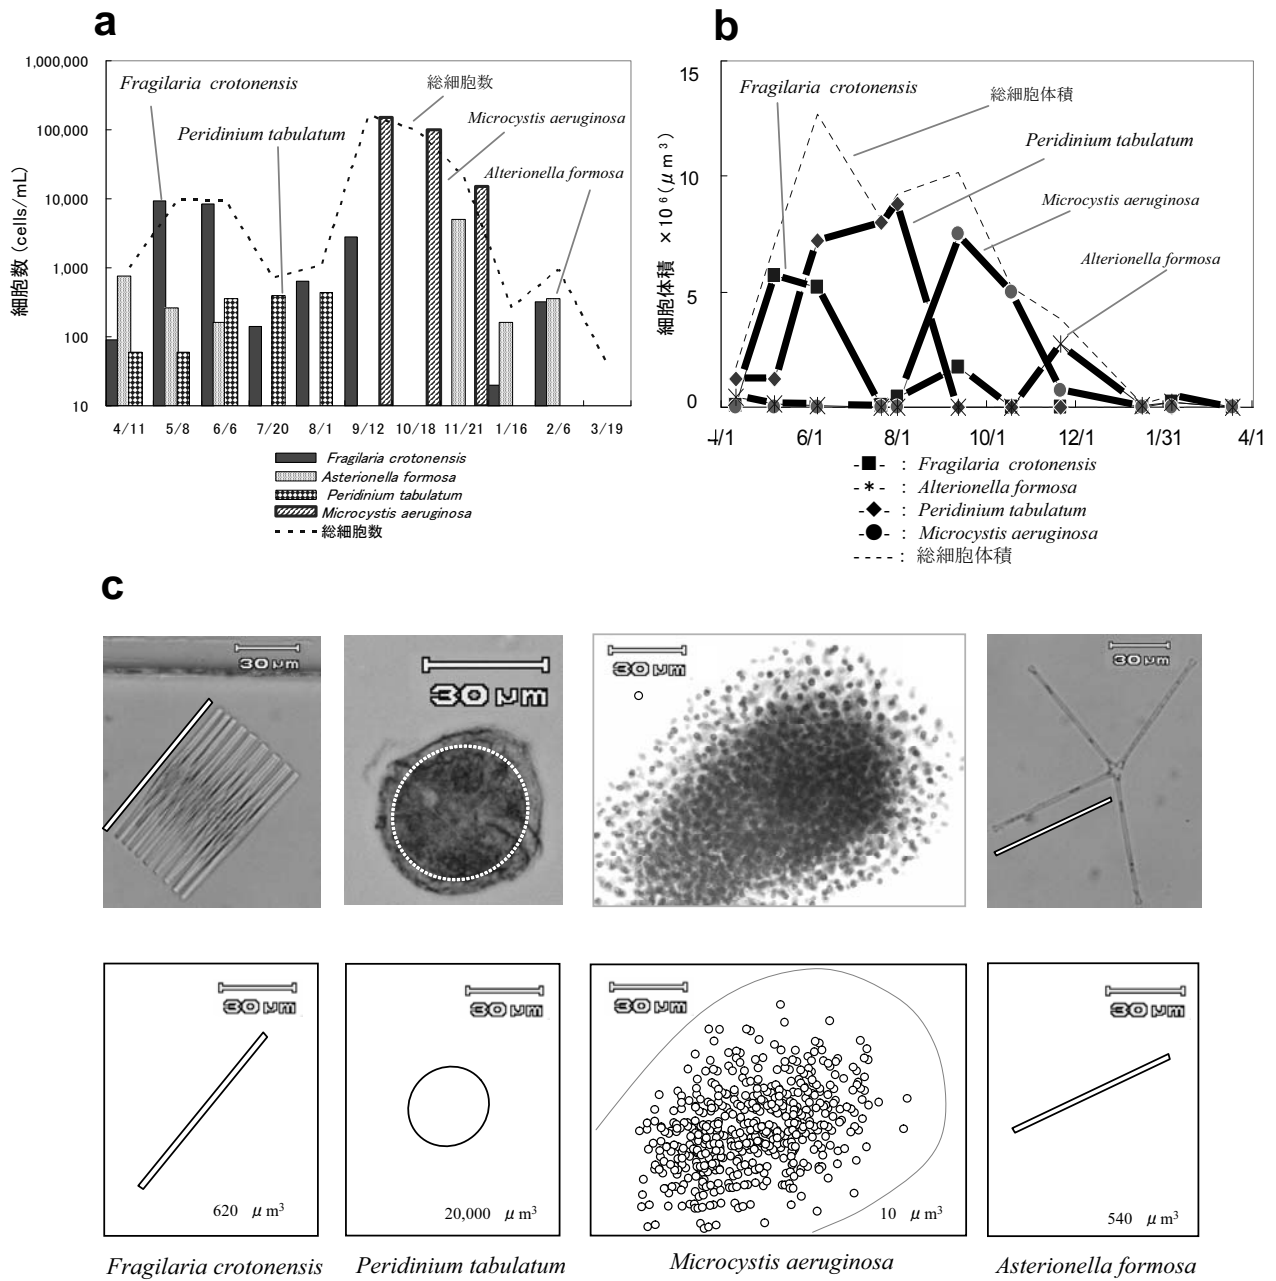 a
1,000,000
100,000
10,000
1,000
100
10
細胞数 (cells/mL)
Fragilaria crotonensis
総細胞数
Peridinium tabulatum
Microcystis aeruginosa
Alterionella formosa
4/11 5/8 6/6 7/20 8/1 9/12 10/18 11/21 1/16 2/6 3/19
Fragilaria crotonensis
Asterionella formosa
Peridinium tabulatum
Microcystis aeruginosa
総細胞数
b
15
10
5
0
細胞体積 ×10⁶(μm³)
Fragilaria crotonensis
総細胞体積
Peridinium tabulatum
Microcystis aeruginosa
Alterionella formosa
4/1 6/1 8/1 10/1 12/1 1/31 4/1
: Fragilaria crotonensis
: Alterionella formosa
: Peridinium tabulatum
: Microcystis aeruginosa
: 総細胞体積
c
30 μm
30 μm
30 μm
30 μm
30 μm
620 μm³
30 μm
20,000 μm³
30 μm
10 μm³
30 μm
540 μm³
Fragilaria crotonensis
Peridinium tabulatum
Microcystis aeruginosa
Asterionella formosa